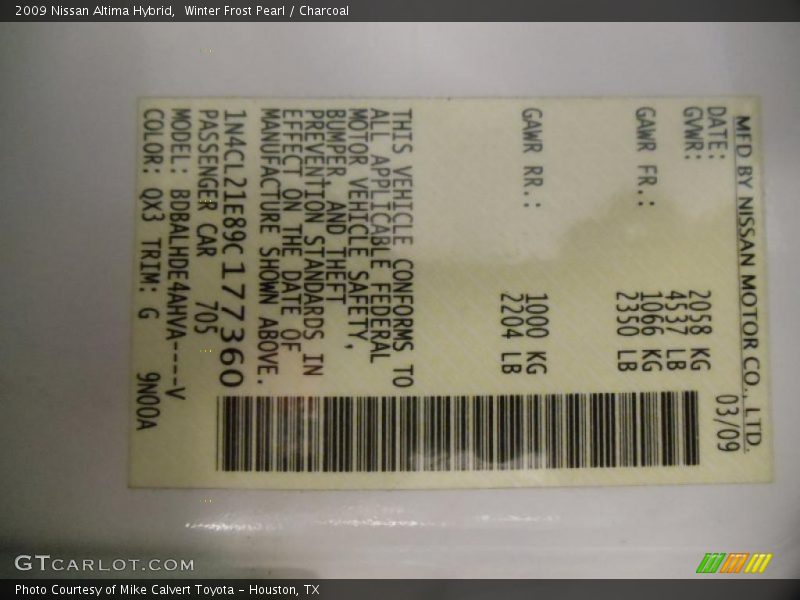 2009 Nissan Altima Hybrid, Winter Frost Pearl / Charcoal
MFD BY NISSAN MOTOR CO., LTD.
DATE: 03/09
GVWR: 2058 KG
4537 LB
GAWR FR.: 1066 KG
2350 LB
GAWR RR.: 1000 KG
2204 LB
THIS VEHICLE CONFORMS TO
ALL APPLICABLE FEDERAL
MOTOR VEHICLE SAFETY,
BUMPER AND THEFT
PREVENTION STANDARDS IN
EFFECT ON THE DATE OF
MANUFACTURE SHOWN ABOVE.
1N4CL21E89C177360
PASSENGER CAR 705
MODEL: BDBALHDE4AHVA----V
COLOR: QX3 TRIM: G 9N00A
GTCARLOT.COM
Photo Courtesy of Mike Calvert Toyota - Houston, TX